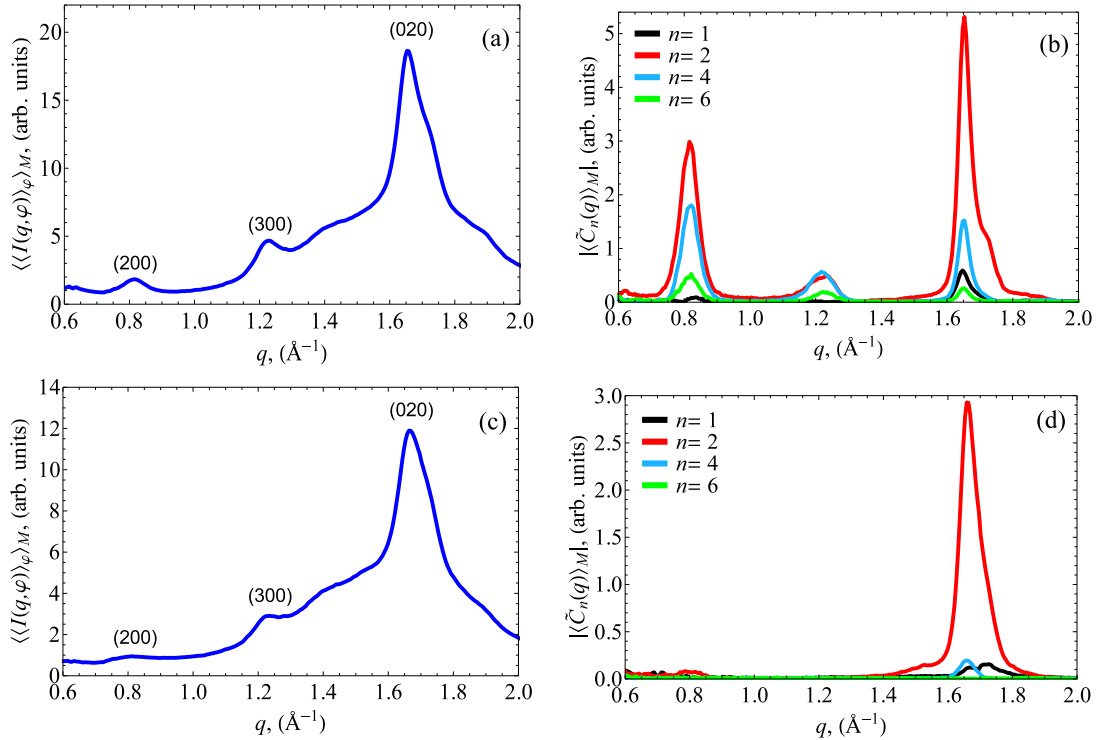 (a)
(020)
(300)
(200)
⟨⟨I(q,φ)⟩φ⟩M, (arb. units)
20
15
10
5
0
0.6 0.8 1.0 1.2 1.4 1.6 1.8 2.0
q, (Å⁻¹)
(b)
n= 1
n= 2
n= 4
n= 6
|⟨C̃n(q)⟩M|, (arb. units)
5
4
3
2
1
0
0.6 0.8 1.0 1.2 1.4 1.6 1.8 2.0
q, (Å⁻¹)
(c)
(020)
(300)
(200)
⟨⟨I(q,φ)⟩φ⟩M, (arb. units)
14
12
10
8
6
4
2
0
0.6 0.8 1.0 1.2 1.4 1.6 1.8 2.0
q, (Å⁻¹)
(d)
n= 1
n= 2
n= 4
n= 6
|⟨C̃n(q)⟩M|, (arb. units)
3.0
2.5
2.0
1.5
1.0
0.5
0.0
0.6 0.8 1.0 1.2 1.4 1.6 1.8 2.0
q, (Å⁻¹)